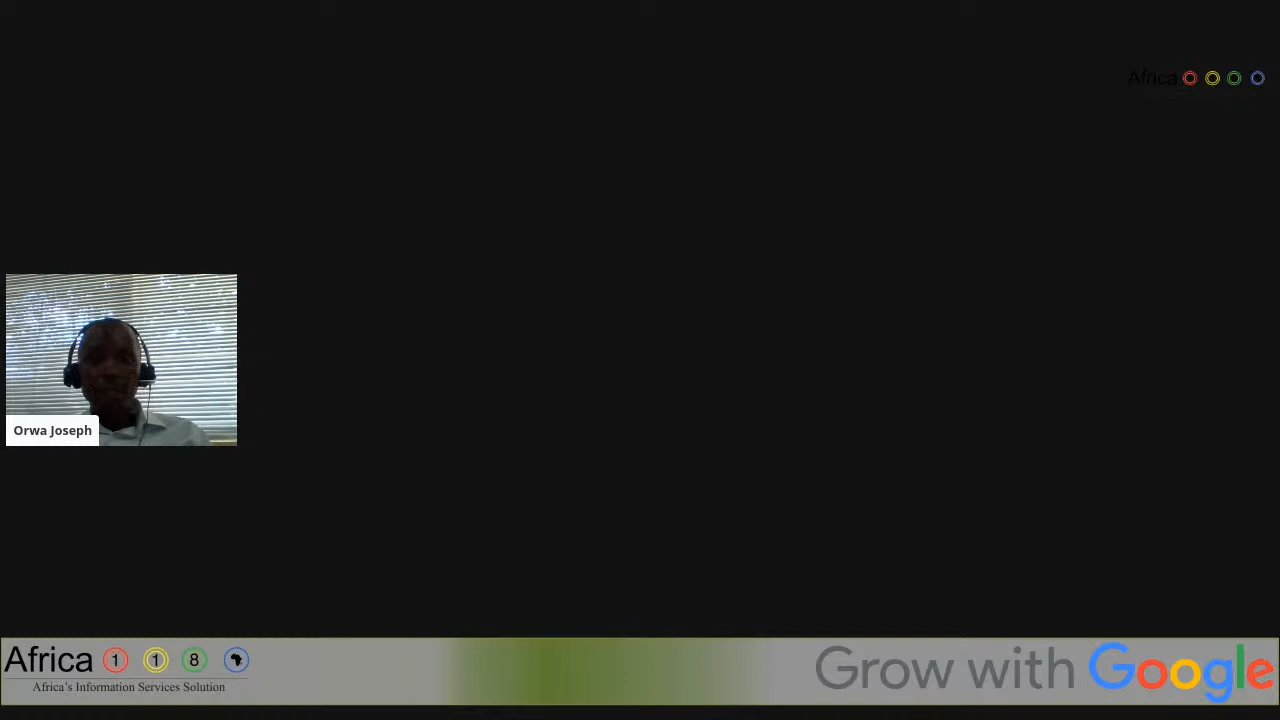 Africa
Orwa Joseph
Africa 1 1 8
Africa's Information Services Solution
Grow with Google